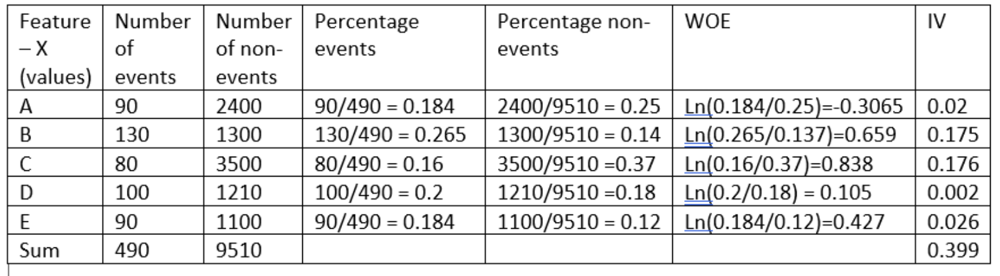 Feature – X (values) Number of events Number of non-events Percentage events Percentage non-events WOE IV
A 90 2400 90/490 = 0.184 2400/9510 = 0.25 Ln(0.184/0.25)=-0.3065 0.02
B 130 1300 130/490 = 0.265 1300/9510 = 0.14 Ln(0.265/0.137)=0.659 0.175
C 80 3500 80/490 = 0.16 3500/9510 =0.37 Ln(0.16/0.37)=0.838 0.176
D 100 1210 100/490 = 0.2 1210/9510 =0.18 Ln(0.2/0.18) = 0.105 0.002
E 90 1100 90/490 = 0.184 1100/9510 = 0.12 Ln(0.184/0.12)=0.427 0.026
Sum 490 9510 0.399